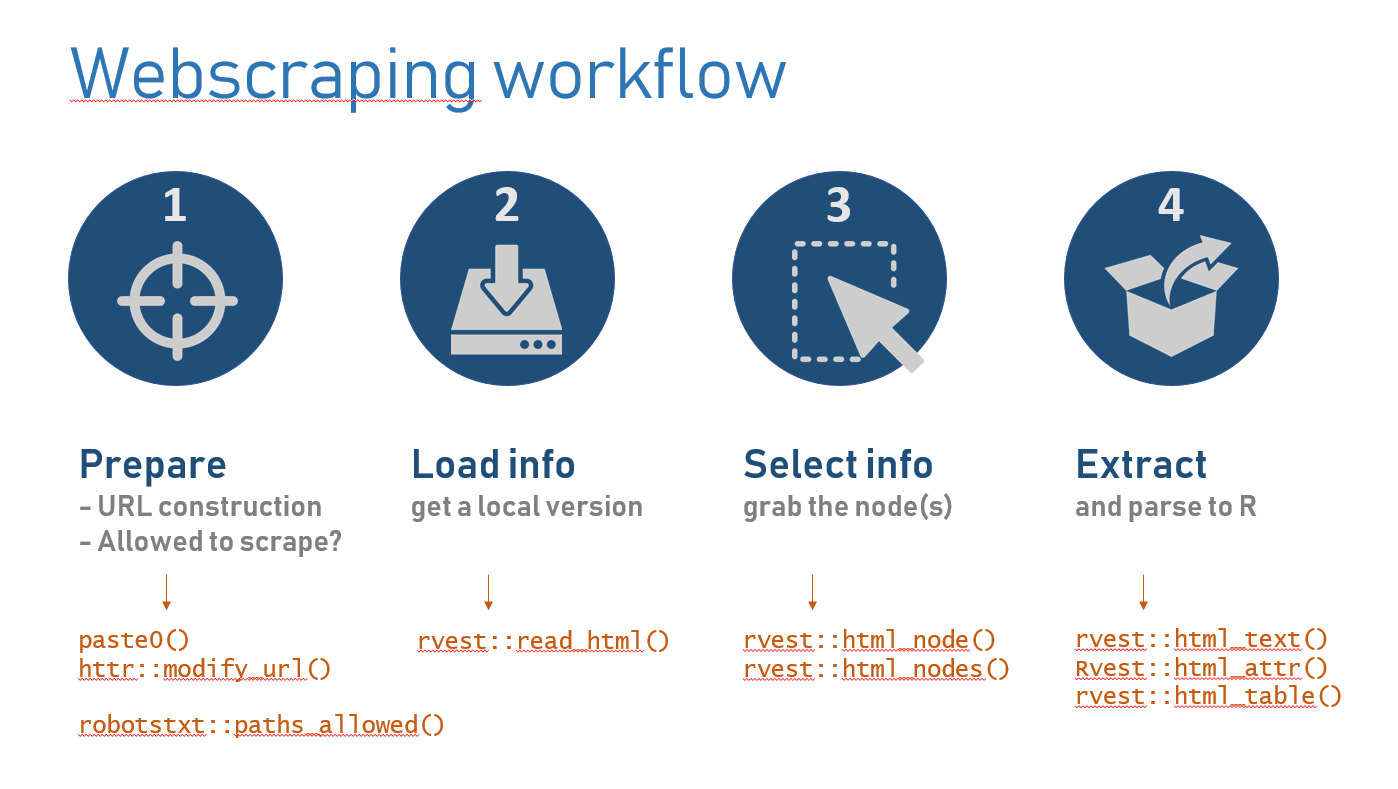 Webscraping workflow
1
2
3
4
Prepare
- URL construction
- Allowed to scrape?
Load info
get a local version
Select info
grab the node(s)
Extract
and parse to R
paste0()
httr::modify_url()
robotstxt::paths_allowed()
rvest::read_html()
rvest::html_node()
rvest::html_nodes()
rvest::html_text()
Rvest::html_attr()
rvest::html_table()